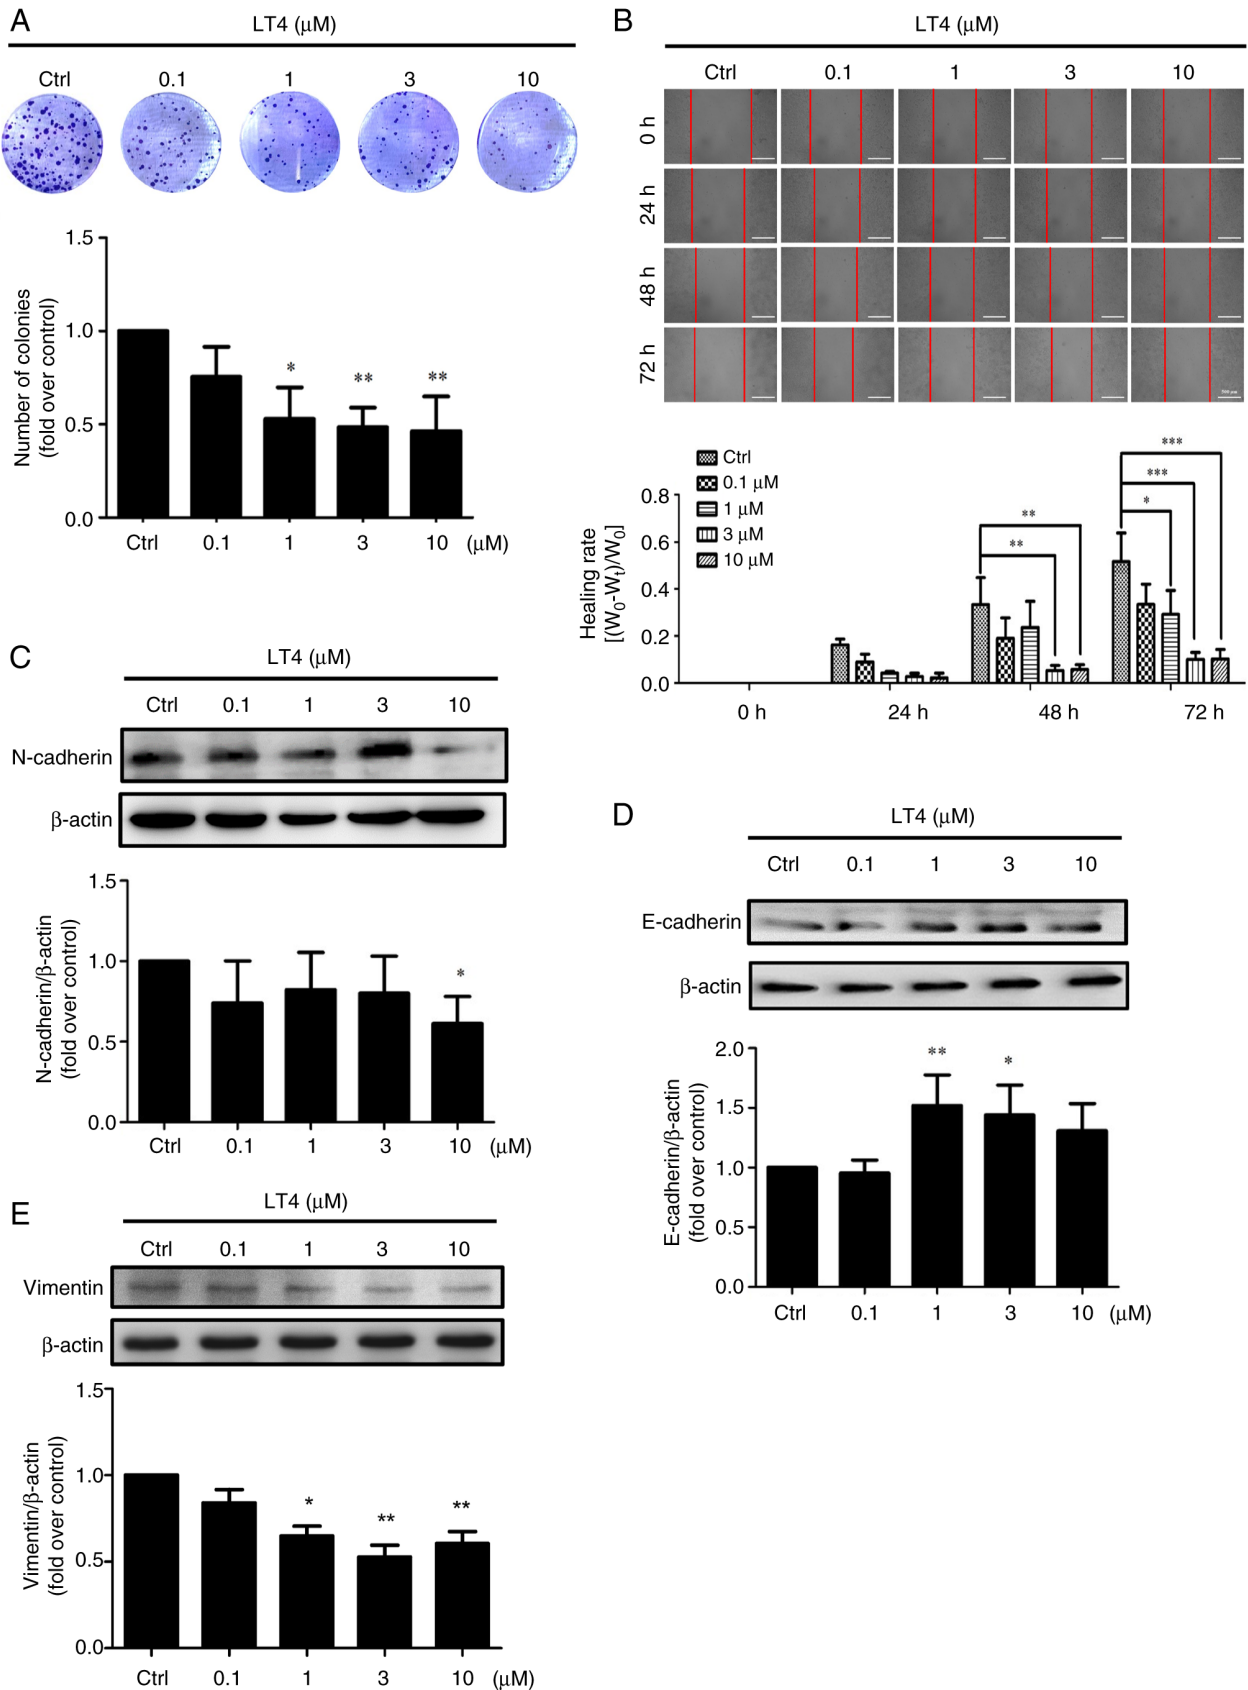 A
LT4 (μM)
Ctrl 0.1 1 3 10
1.5
1.0
0.5
0.0
Number of colonies
(fold over control)
* ** **
Ctrl 0.1 1 3 10 (μM)
B
LT4 (μM)
Ctrl 0.1 1 3 10
0 h
24 h
48 h
72 h
Ctrl
0.1 μM
1 μM
3 μM
10 μM
0.8
0.6
0.4
0.2
0.0
Healing rate
[(W0-Wt)/W0]
**
**
***
***
*
0 h 24 h 48 h 72 h
C
LT4 (μM)
Ctrl 0.1 1 3 10
N-cadherin
β-actin
1.5
1.0
0.5
0.0
N-cadherin/β-actin
(fold over control)
*
Ctrl 0.1 1 3 10 (μM)
D
LT4 (μM)
Ctrl 0.1 1 3 10
E-cadherin
β-actin
2.0
1.5
1.0
0.5
0.0
E-cadherin/β-actin
(fold over control)
** *
Ctrl 0.1 1 3 10 (μM)
E
LT4 (μM)
Ctrl 0.1 1 3 10
Vimentin
β-actin
1.5
1.0
0.5
0.0
Vimentin/β-actin
(fold over control)
* ** **
Ctrl 0.1 1 3 10 (μM)